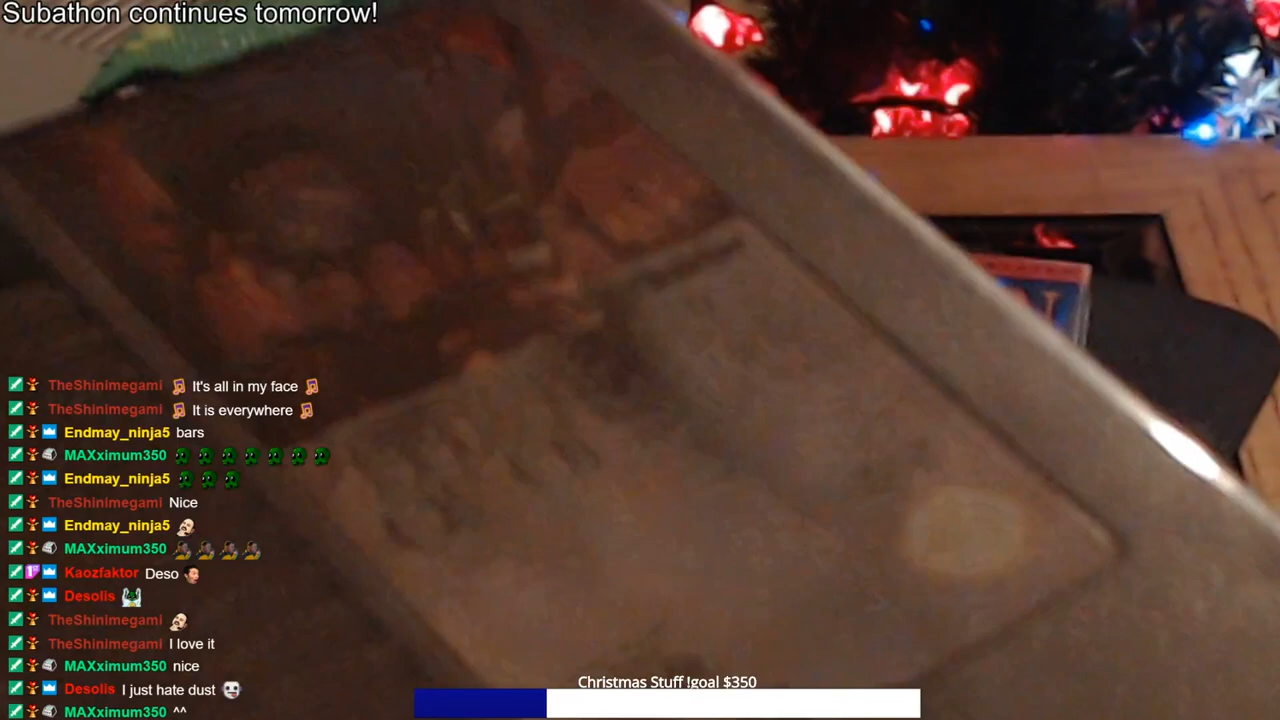 Subathon continues tomorrow!
TheShinimegami It's all in my face
TheShinimegami It is everywhere
Endmay_ninja5 bars
MAXximum350
Endmay_ninja5
TheShinimegami Nice
Endmay_ninja5
MAXximum350
Kaozfaktor Deso
Desolis
TheShinimegami
TheShinimegami I love it
MAXximum350 nice
Desolis I just hate dust
MAXximum350 ^^
Christmas Stuff !goal $350